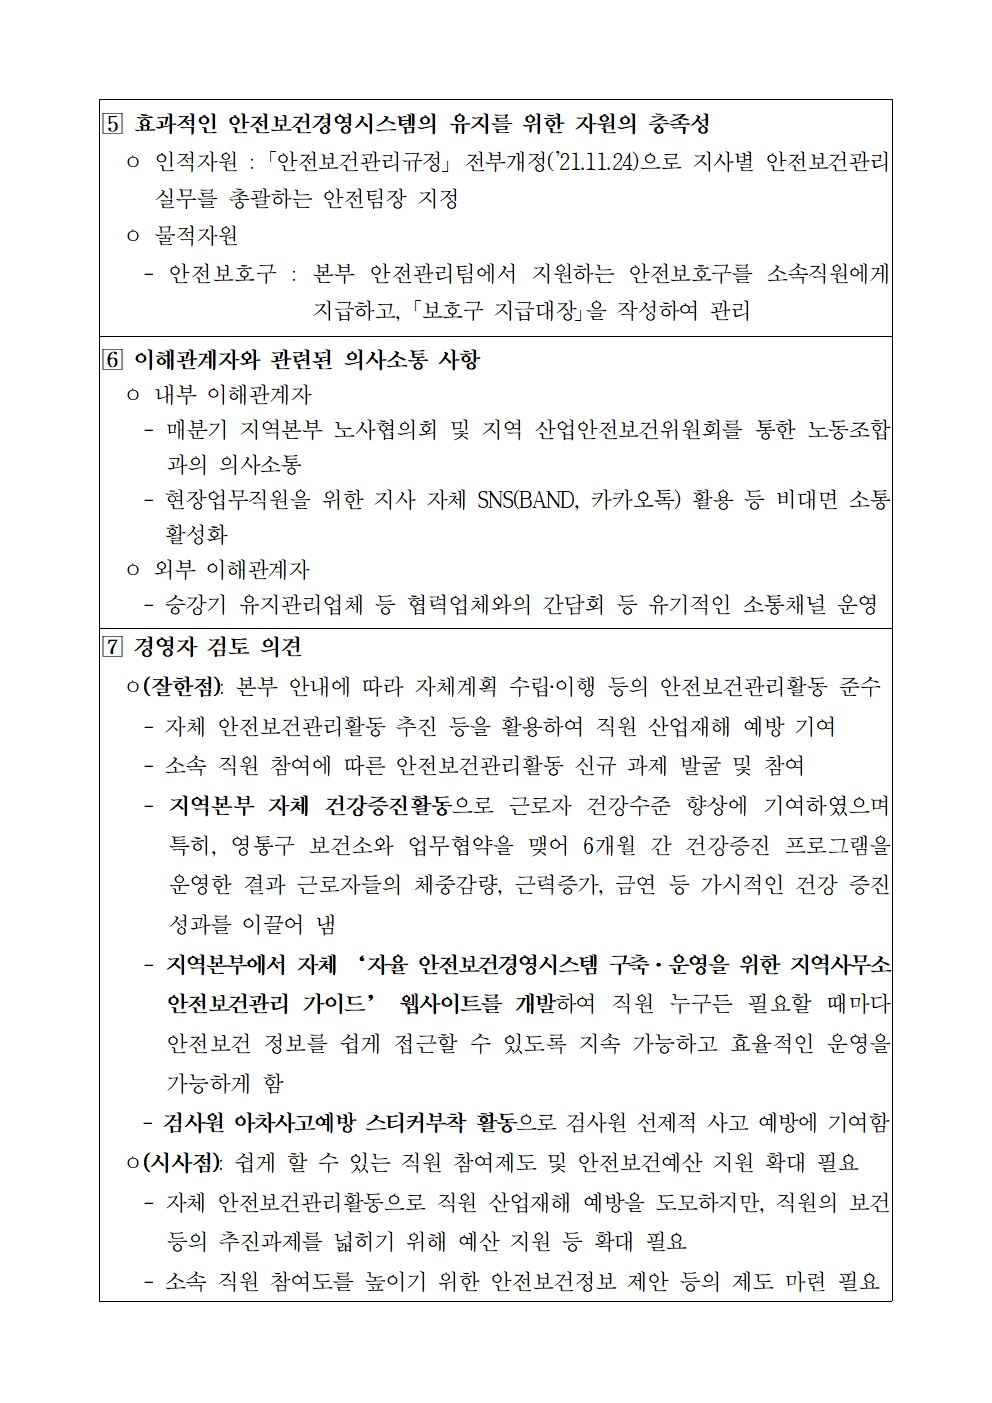 5 효과적인 안전보건경영시스템의 유지를 위한 자원의 충족성
ㅇ 인적자원 :「안전보건관리규정」전부개정(’21.11.24)으로 지사별 안전보건관리
실무를 총괄하는 안전팀장 지정
ㅇ 물적자원
- 안전보호구 : 본부 안전관리팀에서 지원하는 안전보호구를 소속직원에게
지급하고,「보호구 지급대장」을 작성하여 관리
6 이해관계자와 관련된 의사소통 사항
ㅇ 내부 이해관계자
- 매분기 지역본부 노사협의회 및 지역 산업안전보건위원회를 통한 노동조합
과의 의사소통
- 현장업무직원을 위한 지사 자체 SNS(BAND, 카카오톡) 활용 등 비대면 소통
활성화
ㅇ 외부 이해관계자
- 승강기 유지관리업체 등 협력업체와의 간담회 등 유기적인 소통채널 운영
7 경영자 검토 의견
ㅇ(잘한점): 본부 안내에 따라 자체계획 수립·이행 등의 안전보건관리활동 준수
- 자체 안전보건관리활동 추진 등을 활용하여 직원 산업재해 예방 기여
- 소속 직원 참여에 따른 안전보건관리활동 신규 과제 발굴 및 참여
- 지역본부 자체 건강증진활동으로 근로자 건강수준 향상에 기여하였으며
특히, 영통구 보건소와 업무협약을 맺어 6개월 간 건강증진 프로그램을
운영한 결과 근로자들의 체중감량, 근력증가, 금연 등 가시적인 건강 증진
성과를 이끌어 냄
- 지역본부에서 자체 ‘자율 안전보건경영시스템 구축·운영을 위한 지역사무소
안전보건관리 가이드’ 웹사이트를 개발하여 직원 누구든 필요할 때마다
안전보건 정보를 쉽게 접근할 수 있도록 지속 가능하고 효율적인 운영을
가능하게 함
- 검사원 아차사고예방 스티커부착 활동으로 검사원 선제적 사고 예방에 기여함
ㅇ(시사점): 쉽게 할 수 있는 직원 참여제도 및 안전보건예산 지원 확대 필요
- 자체 안전보건관리활동으로 직원 산업재해 예방을 도모하지만, 직원의 보건
등의 추진과제를 넓히기 위해 예산 지원 등 확대 필요
- 소속 직원 참여도를 높이기 위한 안전보건정보 제안 등의 제도 마련 필요